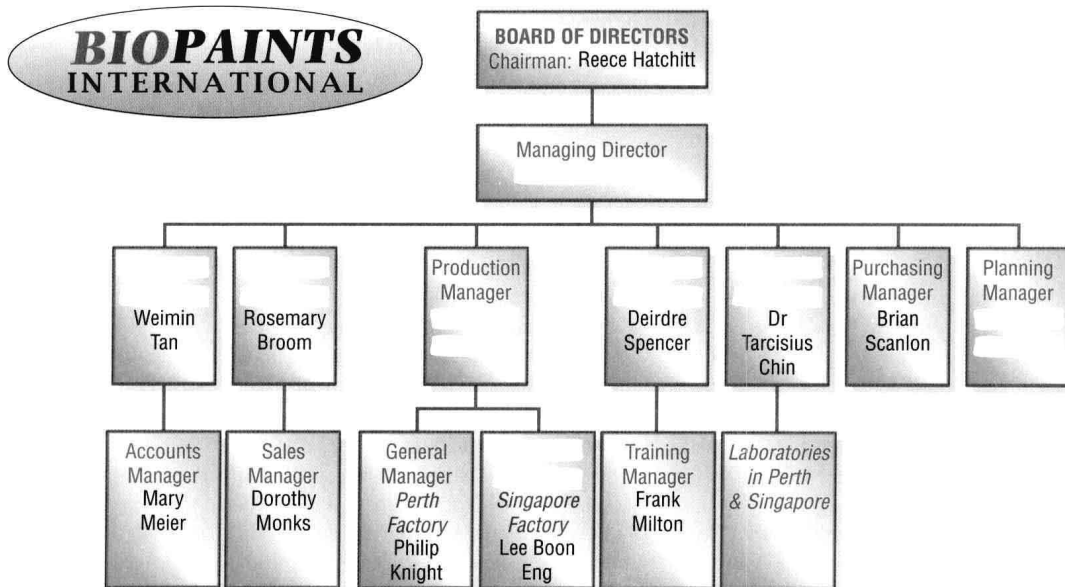 BIOPAINTS
INTERNATIONAL
BOARD OF DIRECTORS
Chairman: Reece Hatchitt
Managing Director
Weimin
Tan
Rosemary
Broom
Production
Manager
Deirdre
Spencer
Dr
Tarcisius
Chin
Purchasing
Manager
Brian
Scanlon
Planning
Manager
Accounts
Manager
Mary
Meier
Sales
Manager
Dorothy
Monks
General
Manager
Perth
Factory
Philip
Knight
Singapore
Factory
Lee Boon
Eng
Training
Manager
Frank
Milton
Laboratories
in Perth
& Singapore